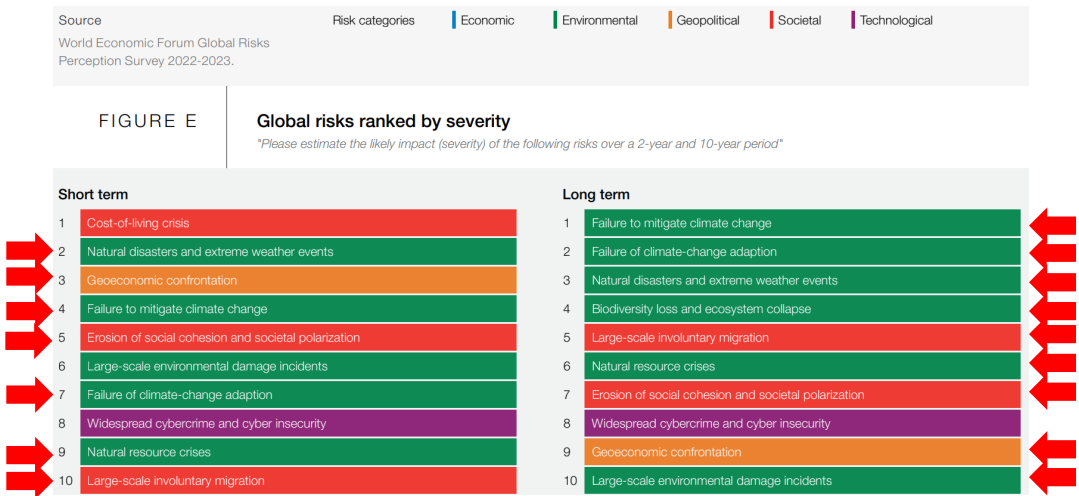 Source
Risk categories
Economic
Environmental
Geopolitical
Societal
Technological
World Economic Forum Global Risks
Perception Survey 2022-2023.
FIGURE E
Global risks ranked by severity
"Please estimate the likely impact (severity) of the following risks over a 2-year and 10-year period"
Short term
1 Cost-of-living crisis
2 Natural disasters and extreme weather events
3 Geoeconomic confrontation
4 Failure to mitigate climate change
5 Erosion of social cohesion and societal polarization
6 Large-scale environmental damage incidents
7 Failure of climate-change adaption
8 Widespread cybercrime and cyber insecurity
9 Natural resource crises
10 Large-scale involuntary migration
Long term
1 Failure to mitigate climate change
2 Failure of climate-change adaption
3 Natural disasters and extreme weather events
4 Biodiversity loss and ecosystem collapse
5 Large-scale involuntary migration
6 Natural resource crises
7 Erosion of social cohesion and societal polarization
8 Widespread cybercrime and cyber insecurity
9 Geoeconomic confrontation
10 Large-scale environmental damage incidents